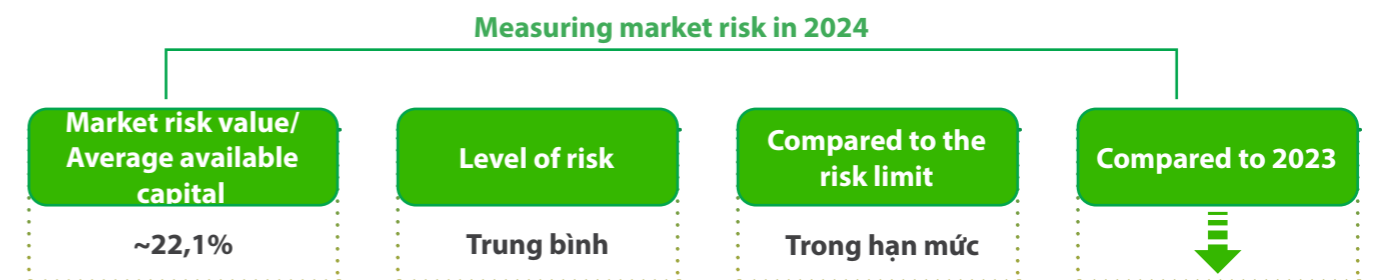 Measuring market risk in 2024
Market risk value/
Average available
capital
Level of risk
Compared to the
risk limit
Compared to 2023
~22,1%
Trung bình
Trong hạn mức